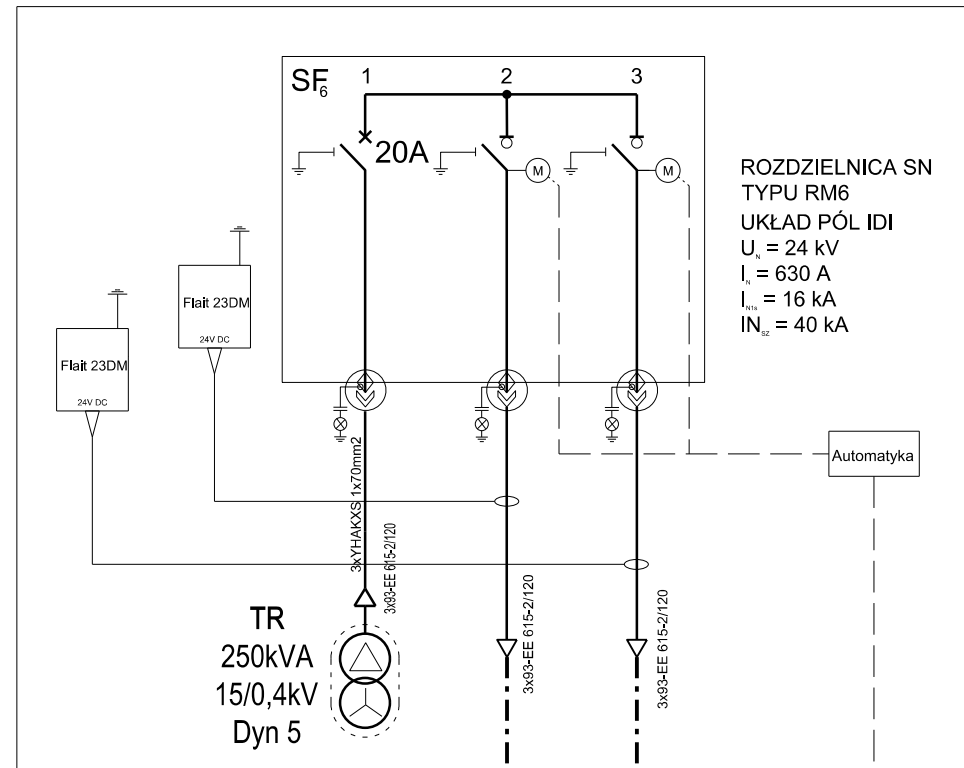 SF6 1 2 3
20A
M M
ROZDZIELNICA SN
TYPU RM6
UKŁAD PÓL IDI
UN = 24 kV
IN = 630 A
IN1s = 16 kA
INsz = 40 kA
Flait 23DM
24V DC
Flait 23DM
24V DC
Automatyka
3xYHAKXS 1x70mm2
3x93-EE 615-2/120
3x93-EE 615-2/120
3x93-EE 615-2/120
TR
250kVA
15/0,4kV
Dyn 5